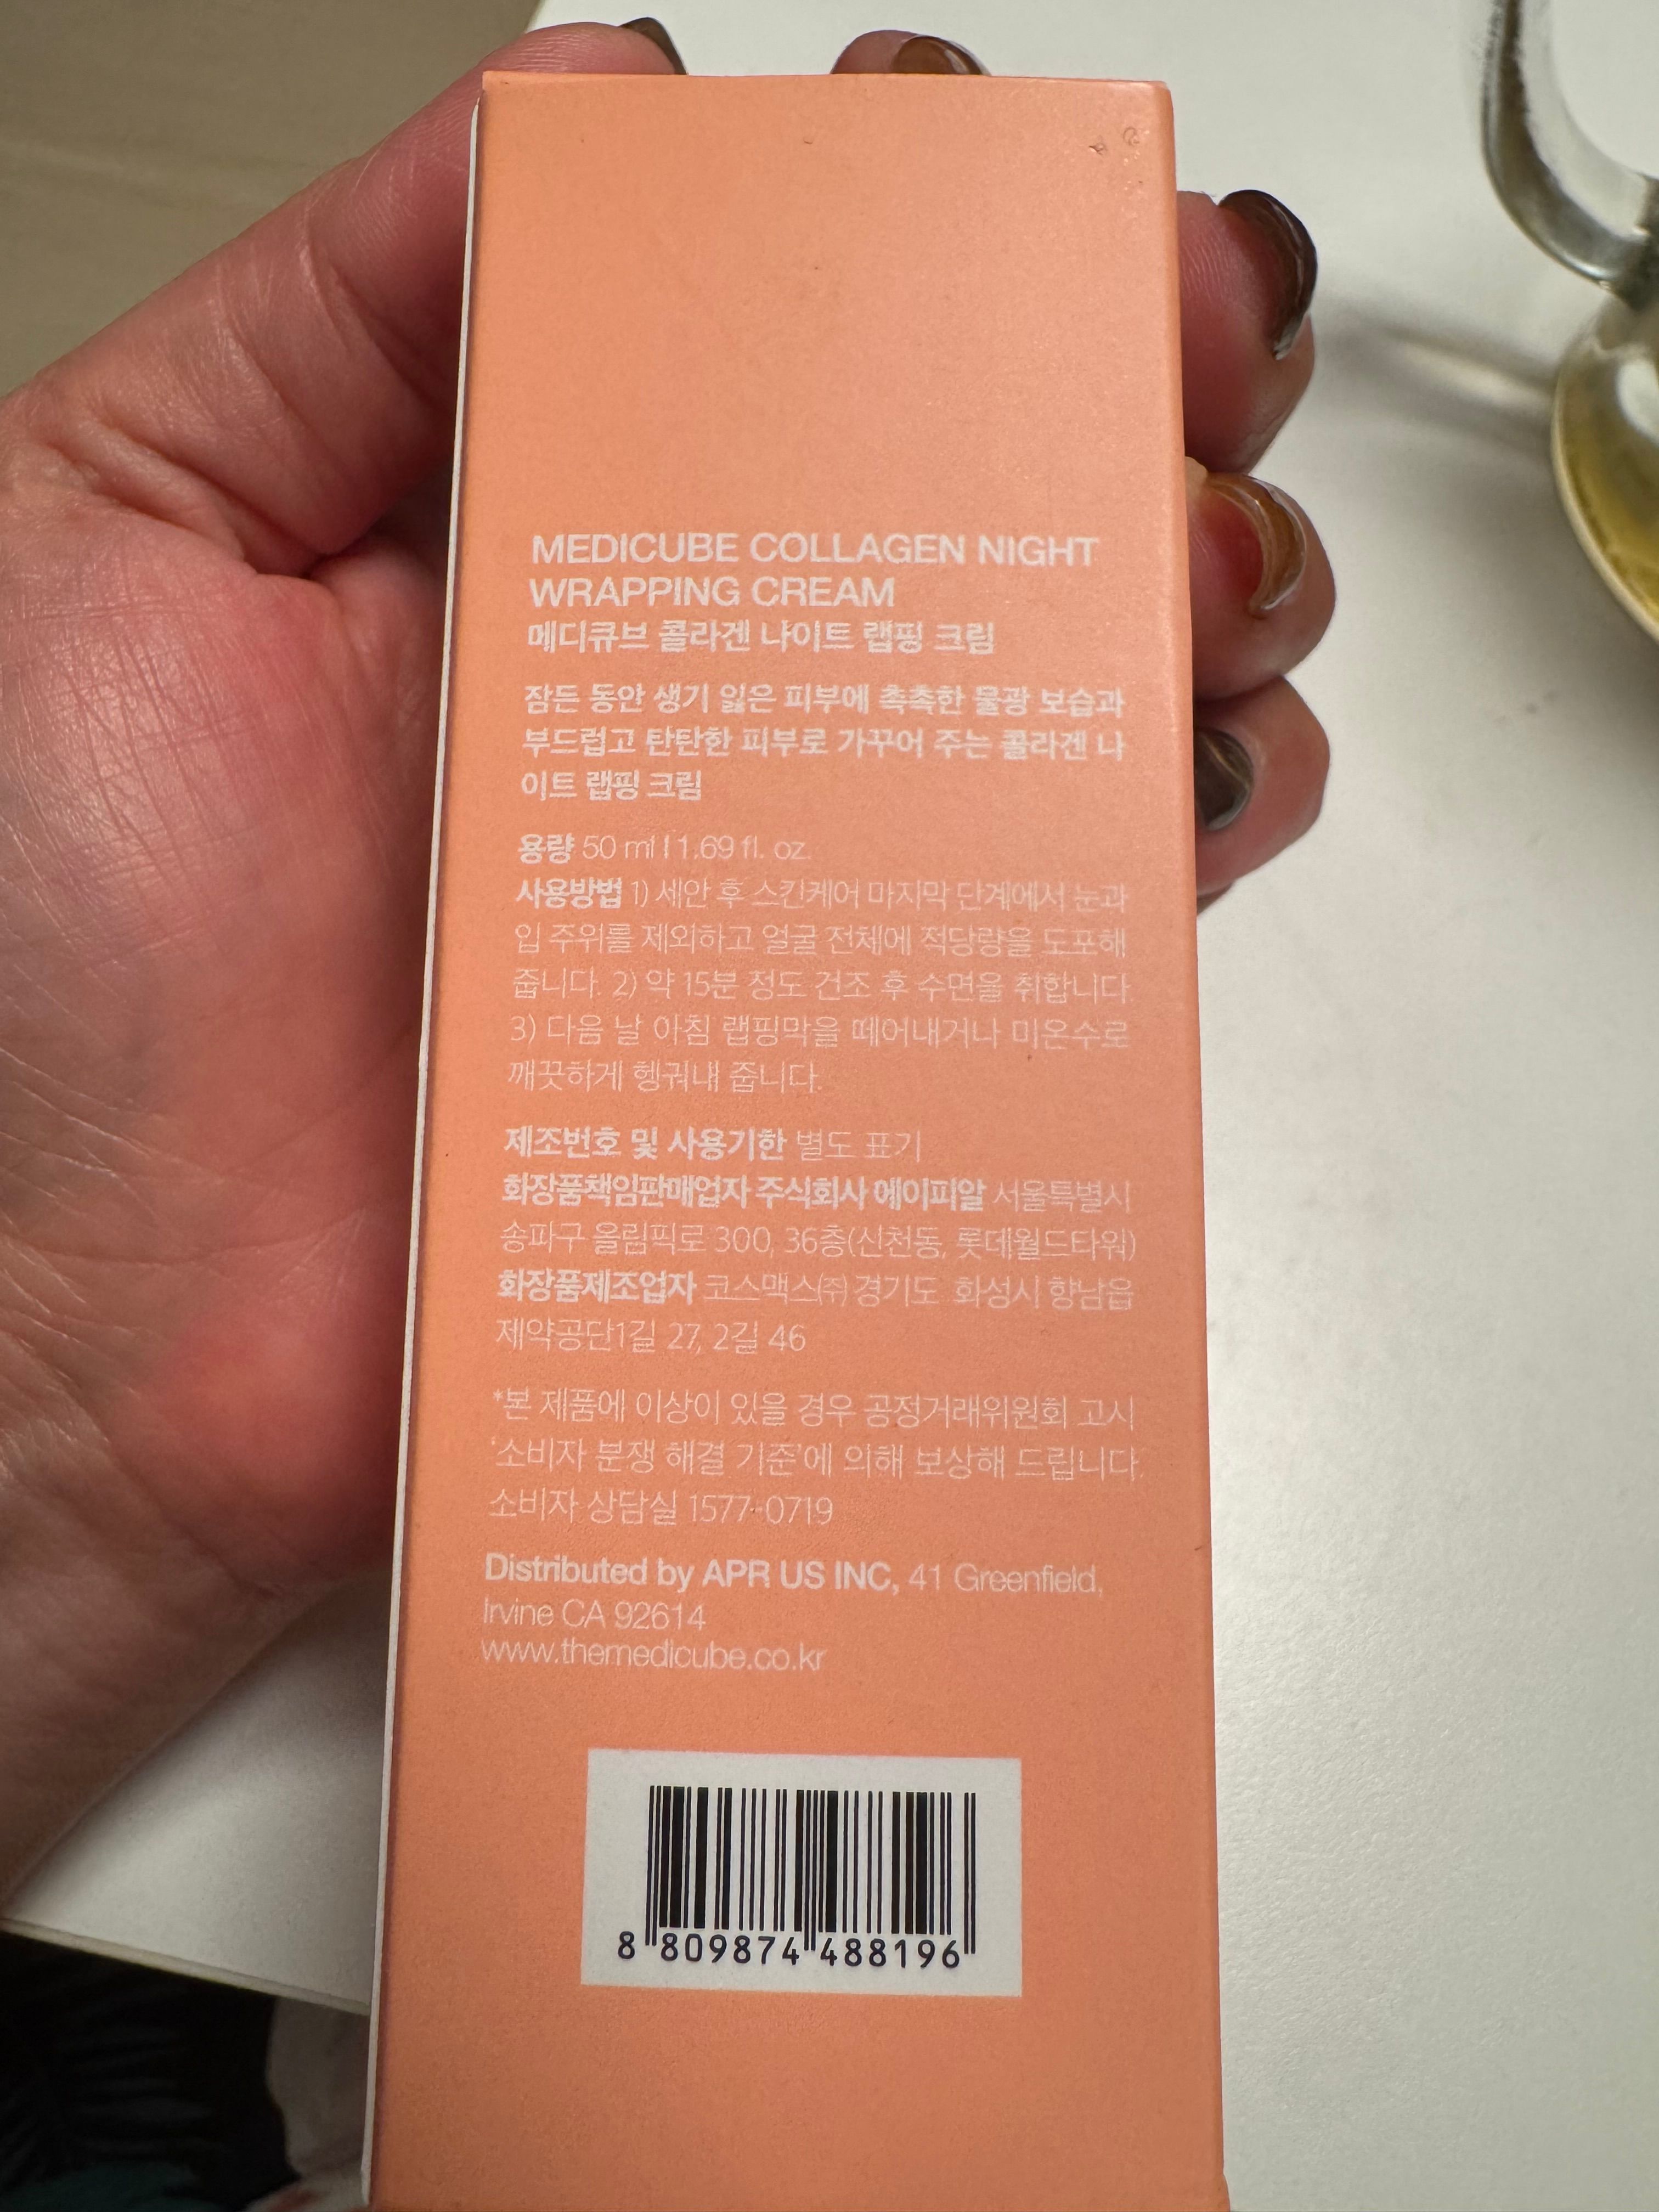 MEDICUBE COLLAGEN NIGHT
WRAPPING CREAM
메디큐브 콜라겐 나이트 랩핑 크림
잠든 동안 생기 잃은 피부에 촉촉한 물광 보습과
부드럽고 탄탄한 피부로 가꾸어 주는 콜라겐 나
이트 랩핑 크림
용량 50 ml l 1.69 fl. oz.
사용방법 1) 세안 후 스킨케어 마지막 단계에서 눈과
입 주위를 제외하고 얼굴 전체에 적당량을 도포해
줍니다. 2) 약 15분 정도 건조 후 수면을 취합니다.
3) 다음 날 아침 랩핑막을 떼어내거나 미온수로
깨끗하게 헹궈내 줍니다.
제조번호 및 사용기한 별도 표기
화장품책임판매업자 주식회사 에이피알 서울특별시
송파구 올림픽로 300, 36층(신천동, 롯데월드타워)
화장품제조업자 코스맥스㈜ 경기도 화성시 향남읍
제약공단1길 27, 2길 46
*본 제품에 이상이 있을 경우 공정거래위원회 고시
'소비자 분쟁 해결 기준'에 의해 보상해 드립니다.
소비자 상담실 1577-0719
Distributed by APR US INC, 41 Greenfield,
Irvine CA 92614
www.themedicube.co.kr
8 809874 488196